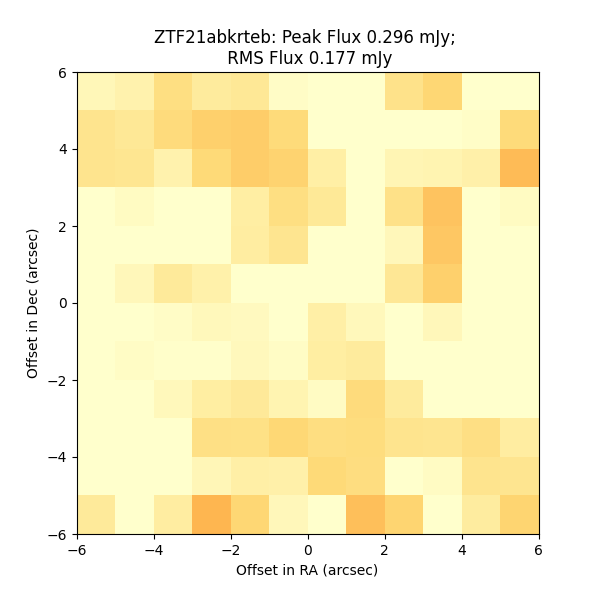 ZTF21abkrteb: Peak Flux 0.296 mJy;
RMS Flux 0.177 mJy
6
4
2
0
−2
−4
−6
Offset in Dec (arcsec)
−6 −4 −2 0 2 4 6
Offset in RA (arcsec)